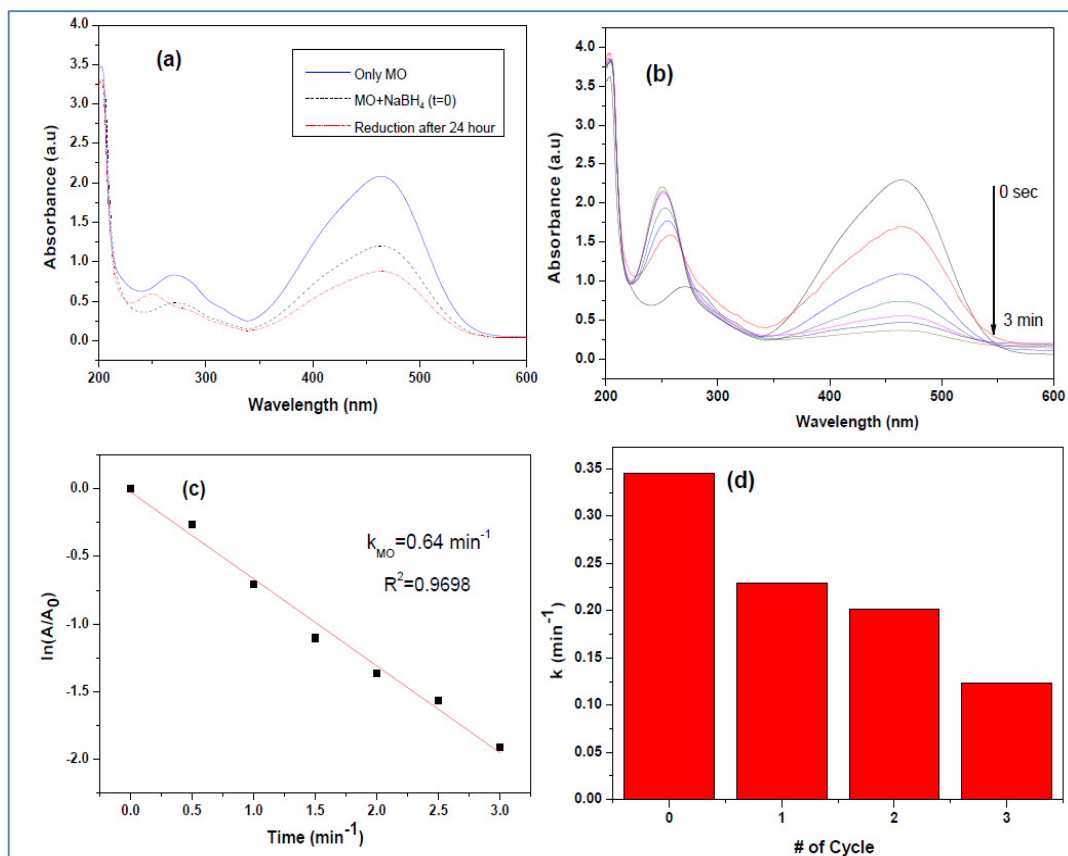 (a)
Only MO
MO+NaBH₄ (t=0)
Reduction after 24 hour
4.0
3.5
3.0
2.5
2.0
1.5
1.0
0.5
0.0
Absorbance (a.u)
200 300 400 500 600
Wavelength (nm)
(b)
0 sec
3 min
4.0
3.5
3.0
2.5
2.0
1.5
1.0
0.5
0.0
Absorbance (a.u)
200 300 400 500 600
Wavelength (nm)
(c)
k_MO=0.64 min⁻¹
R²=0.9698
0.0
-0.5
-1.0
-1.5
-2.0
ln(A/A₀)
0.0 0.5 1.0 1.5 2.0 2.5 3.0
Time (min⁻¹)
(d)
0.35
0.30
0.25
0.20
0.15
0.10
0.05
0.00
k (min⁻¹)
0 1 2 3
# of Cycle